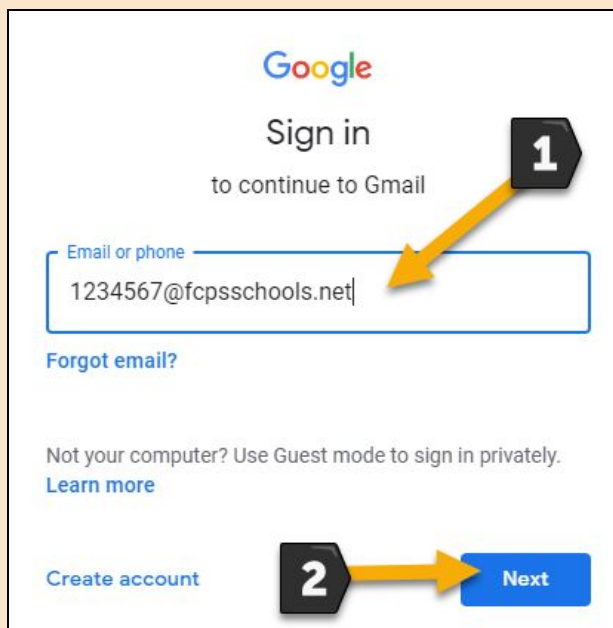 Google
Sign in
1
to continue to Gmail
Email or phone
1234567@fcpsschools.net
Forgot email?
Not your computer? Use Guest mode to sign in privately.
Learn more
Create account
2
Next